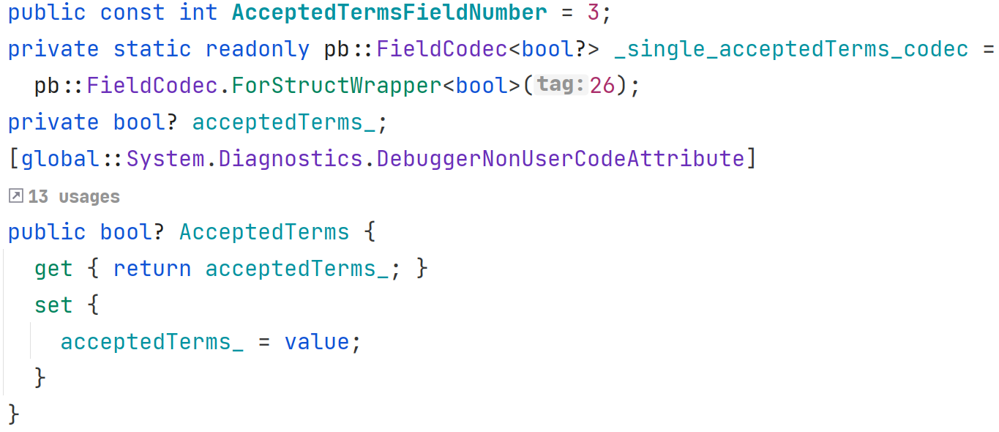 public const int AcceptedTermsFieldNumber = 3;
private static readonly pb::FieldCodec<bool?> _single_acceptedTerms_codec =
pb::FieldCodec.ForStructWrapper<bool>(tag:26);
private bool? acceptedTerms_;
[global::System.Diagnostics.DebuggerNonUserCodeAttribute]
13 usages
public bool? AcceptedTerms {
get { return acceptedTerms_; }
set {
acceptedTerms_ = value;
}
}